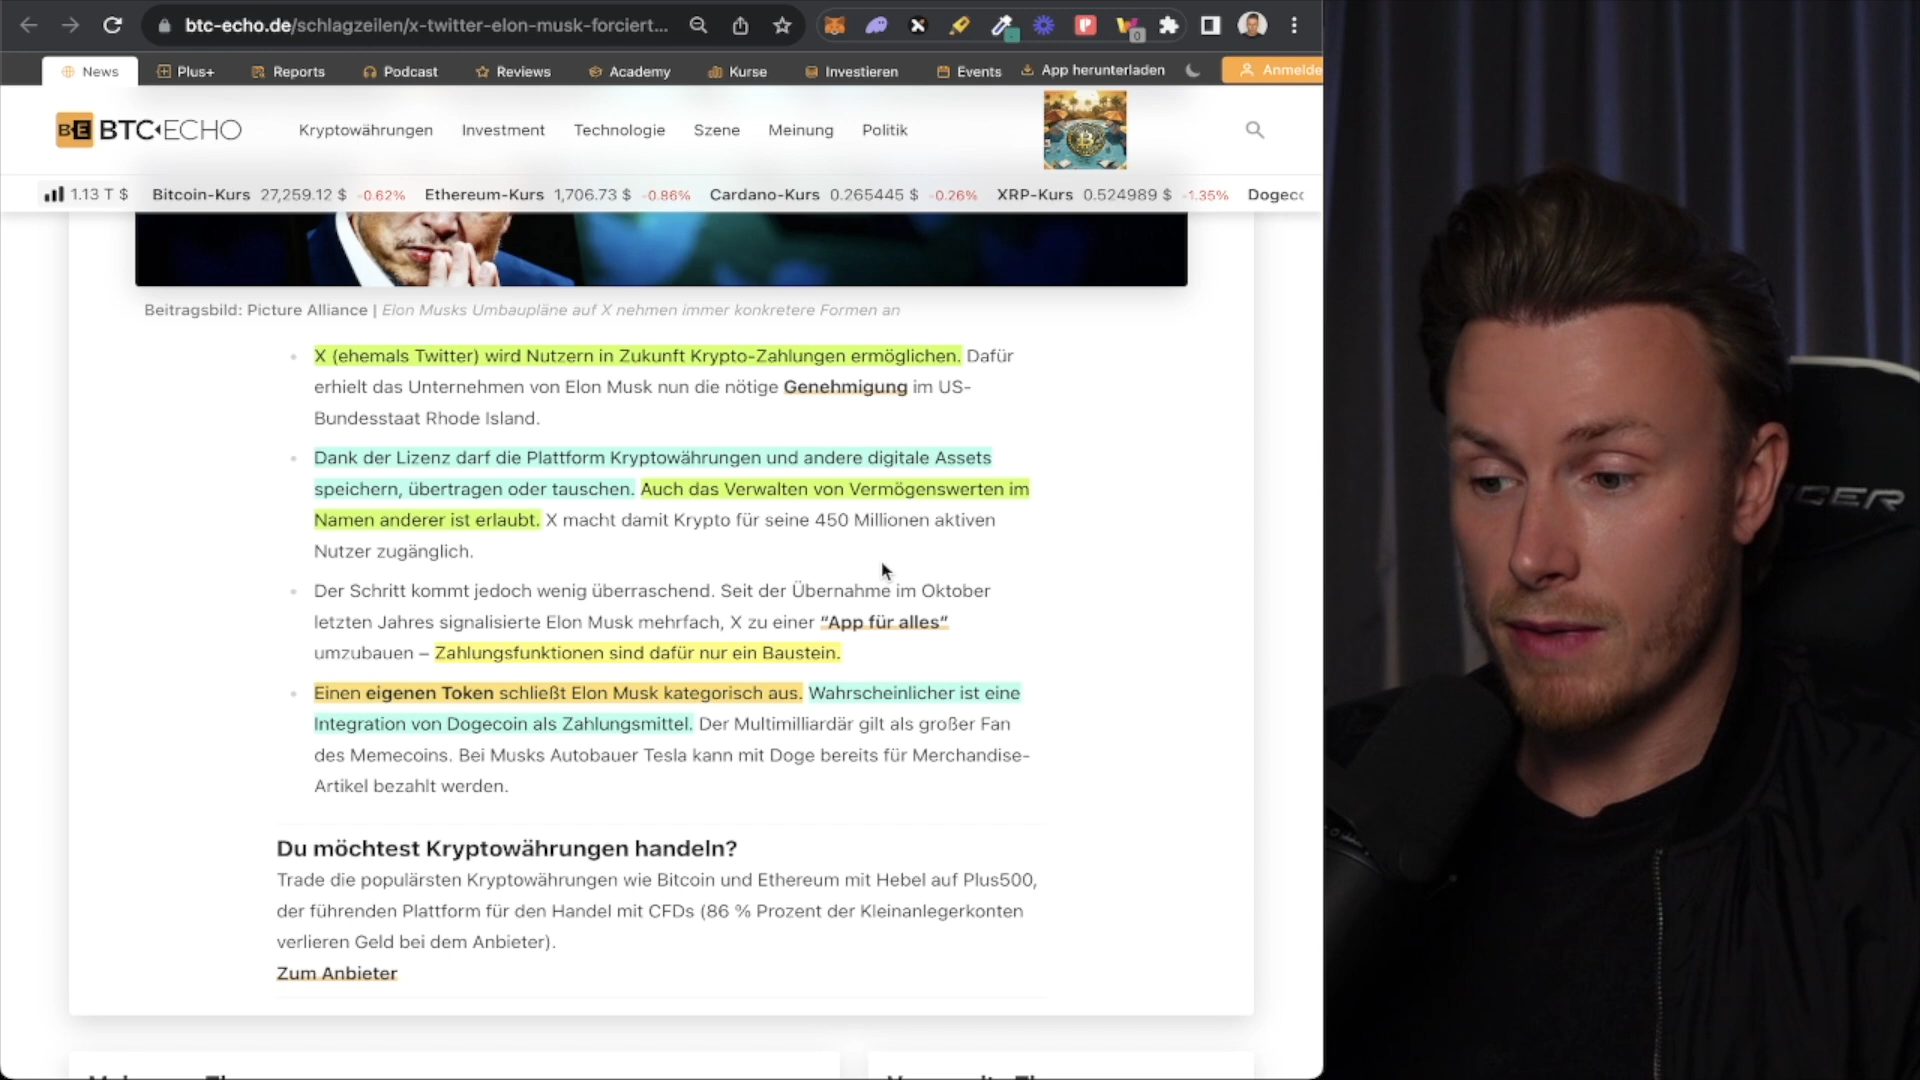 btc-echo.de/schlagzeilen/x-twitter-elon-musk-forciert...
0
News Plus+ Reports Podcast Reviews Academy Kurse Investieren Events App herunterladen Anmelde
BE BTC ECHO Kryptowährungen Investment Technologie Szene Meinung Politik
1.13 T $ Bitcoin-Kurs 27,259.12 $ -0.62% Ethereum-Kurs 1,706.73 $ -0.86% Cardano-Kurs 0.265445 $ -0.26% XRP-Kurs 0.524989 $ -1.35% Dogec
Beitragsbild: Picture Alliance | Elon Musks Umbaupläne auf X nehmen immer konkretere Formen an
X (ehemals Twitter) wird Nutzern in Zukunft Krypto-Zahlungen ermöglichen. Dafür
erhielt das Unternehmen von Elon Musk nun die nötige Genehmigung im US-
Bundesstaat Rhode Island.
Dank der Lizenz darf die Plattform Kryptowährungen und andere digitale Assets
speichern, übertragen oder tauschen. Auch das Verwalten von Vermögenswerten im
Namen anderer ist erlaubt. X macht damit Krypto für seine 450 Millionen aktiven
Nutzer zugänglich.
Der Schritt kommt jedoch wenig überraschend. Seit der Übernahme im Oktober
letzten Jahres signalisierte Elon Musk mehrfach, X zu einer “App für alles“
umzubauen – Zahlungsfunktionen sind dafür nur ein Baustein.
Einen eigenen Token schließt Elon Musk kategorisch aus. Wahrscheinlicher ist eine
Integration von Dogecoin als Zahlungsmittel. Der Multimilliardär gilt als großer Fan
des Memecoins. Bei Musks Autobauer Tesla kann mit Doge bereits für Merchandise-
Artikel bezahlt werden.
Du möchtest Kryptowährungen handeln?
Trade die populärsten Kryptowährungen wie Bitcoin und Ethereum mit Hebel auf Plus500,
der führenden Plattform für den Handel mit CFDs (86 % Prozent der Kleinanlegerkonten
verlieren Geld bei dem Anbieter).
Zum Anbieter